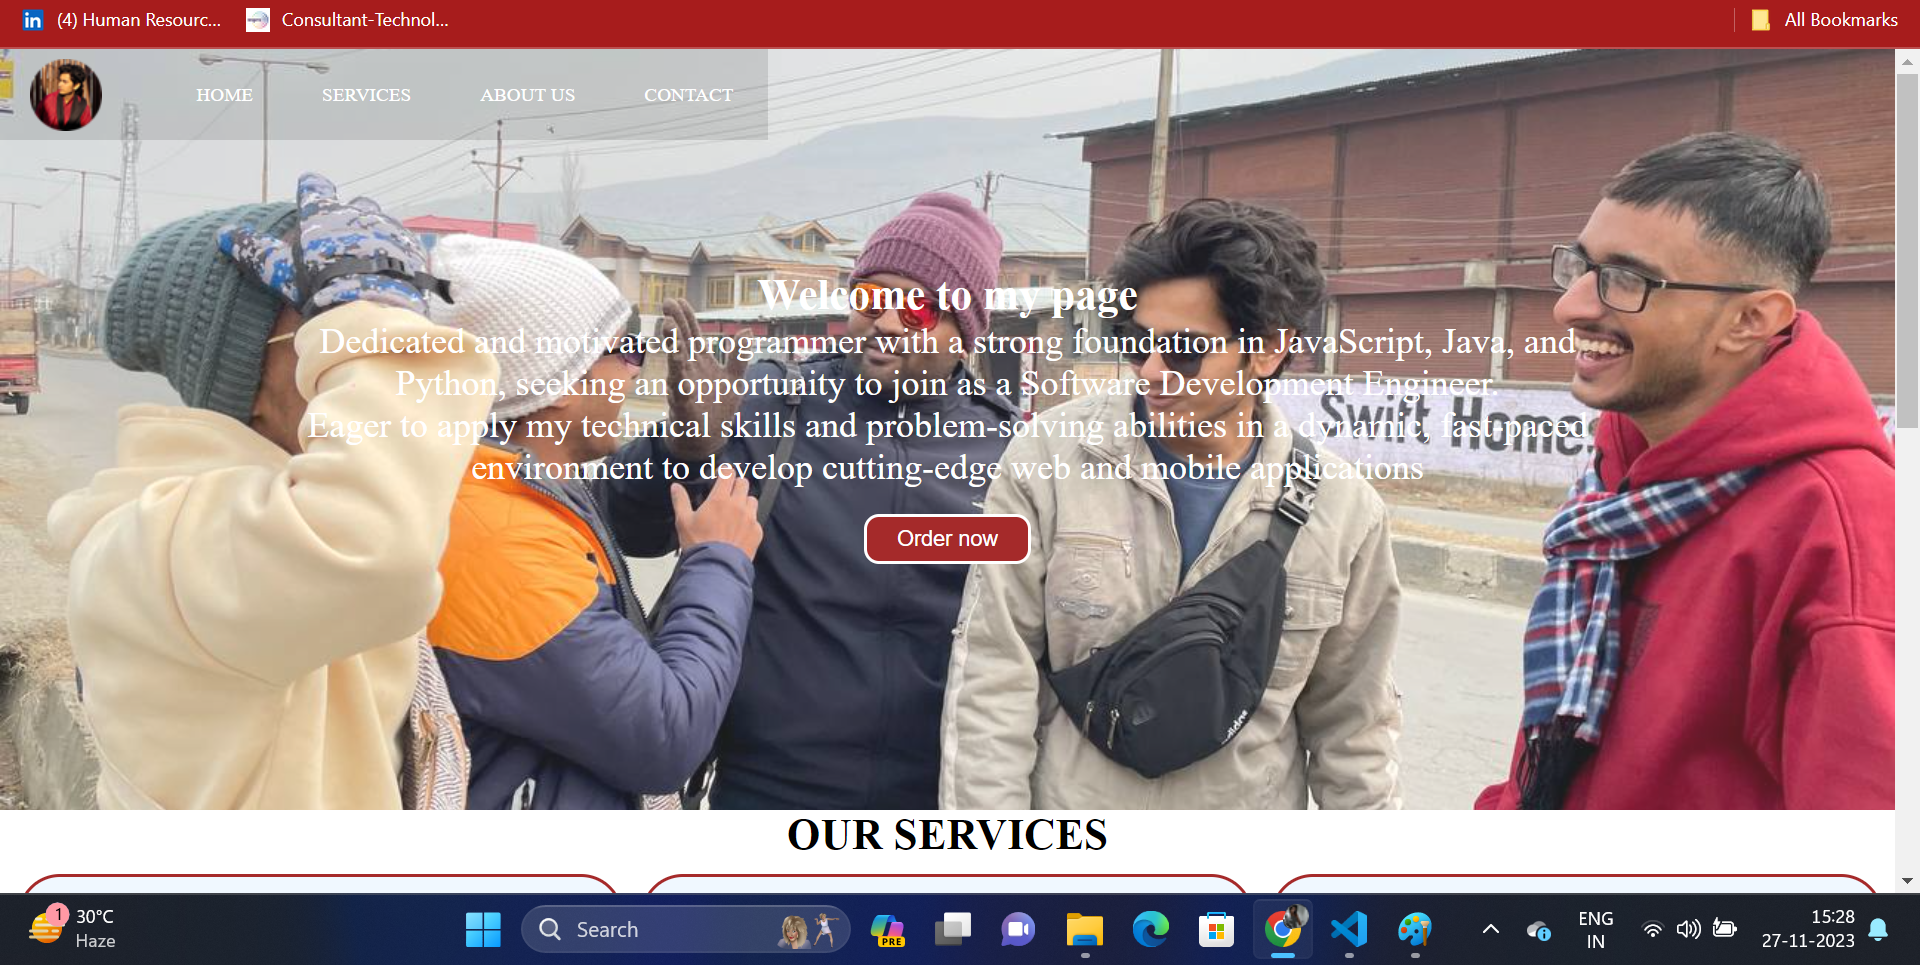 (4) Human Resourc...
Consultant-Technol...
All Bookmarks
HOME
SERVICES
ABOUT US
CONTACT
Welcome to my page
Dedicated and motivated programmer with a strong foundation in JavaScript, Java, and
Python, seeking an opportunity to join as a Software Development Engineer.
Eager to apply my technical skills and problem-solving abilities in a dynamic, fast-paced
environment to develop cutting-edge web and mobile applications
Swift Home.
Order now
adidas
OUR SERVICES
1
30°C
Haze
Search
PRE
ENG
IN
15:28
27-11-2023